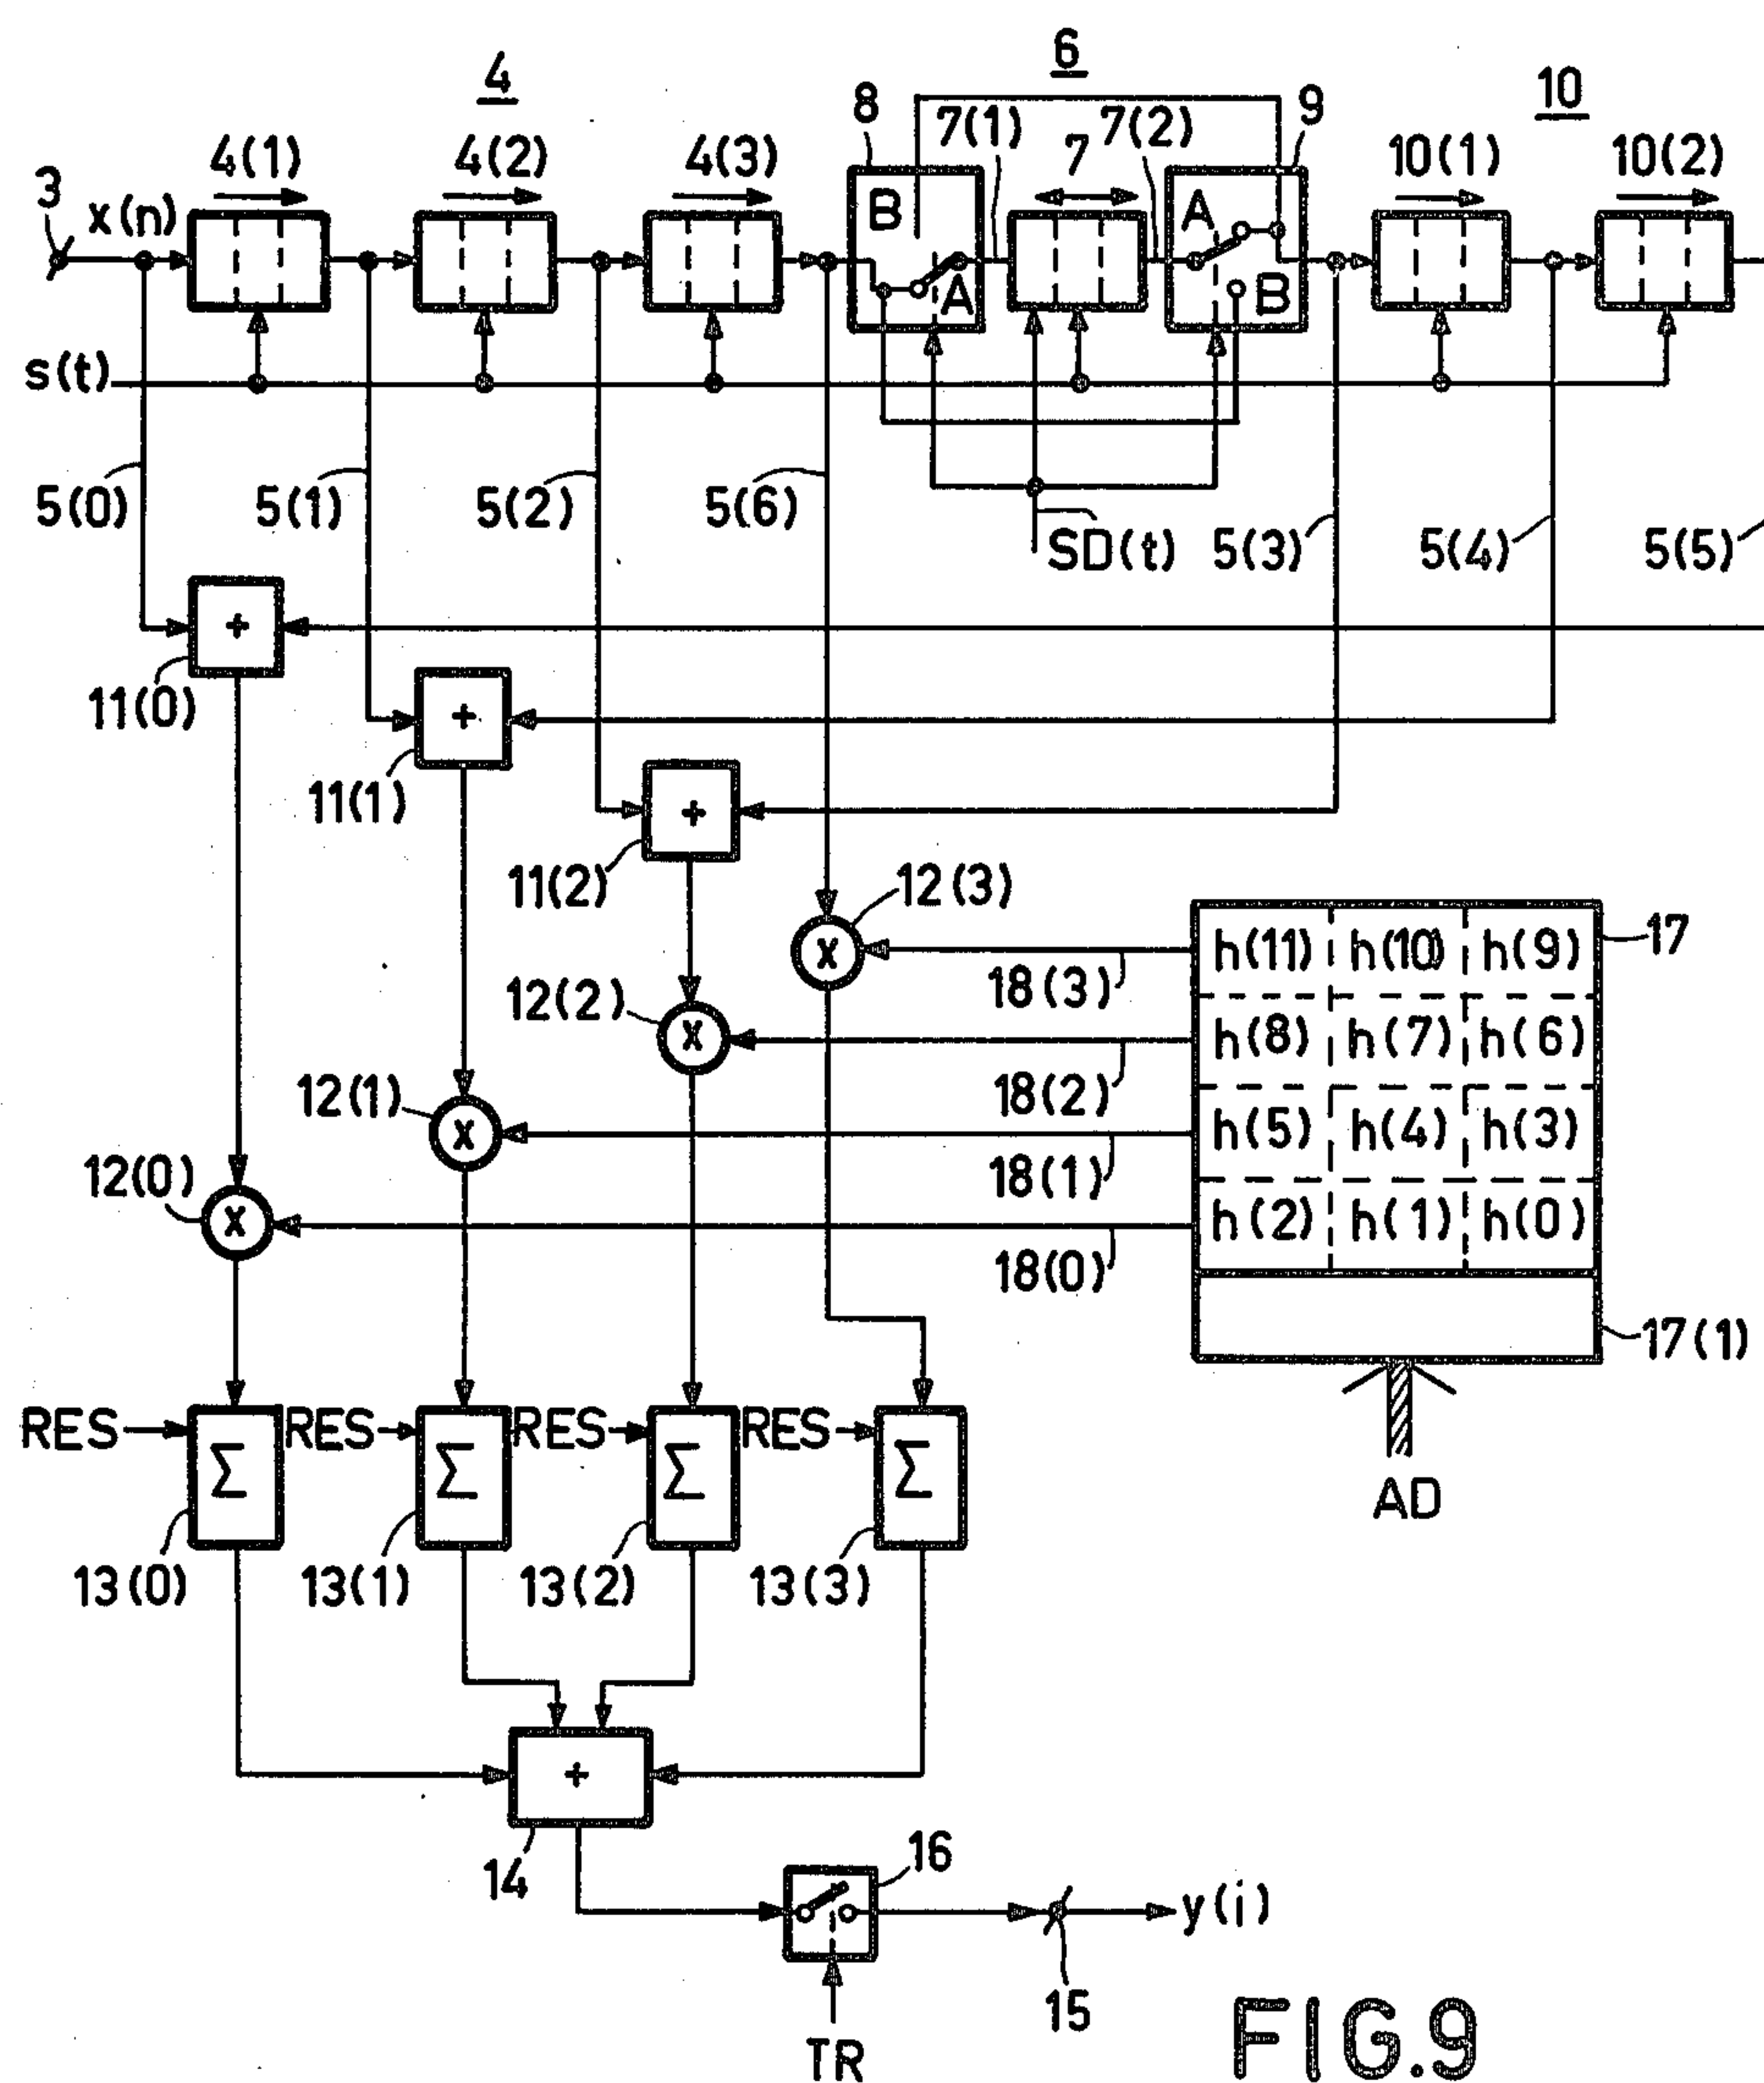 4
6
10
8
7(1)
7(2)
9
4(1)
4(2)
4(3)
7
10(1)
10(2)
3
x(n)
B
A
A
B
s(t)
5(0)
5(1)
5(2)
5(6)
SD(t)
5(3)
5(4)
5(5)
+
11(0)
+
11(1)
+
11(2)
12(3)
x
18(3)
h(11) h(10) h(9)
17
12(2)
x
18(2)
h(8) h(7) h(6)
12(1)
x
18(1)
h(5) h(4) h(3)
12(0)
x
18(0)
h(2) h(1) h(0)
17(1)
AD
RES Σ RES Σ RES Σ RES Σ
13(0) 13(1) 13(2) 13(3)
+
14
16
y(i)
15
TR
FIG.9